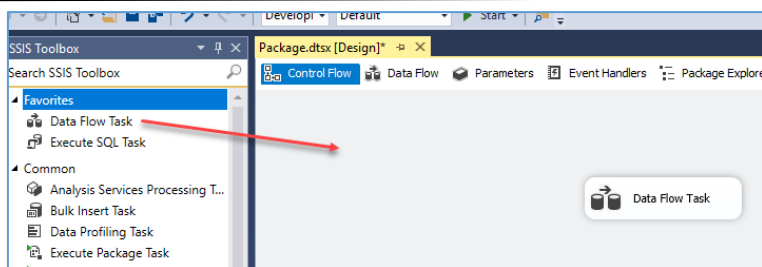 Developi Default Start
SSIS Toolbox
Package.dtsx [Design]*
Search SSIS Toolbox
Control Flow Data Flow Parameters Event Handlers Package Explore
Favorites
Data Flow Task
Execute SQL Task
Common
Analysis Services Processing T...
Bulk Insert Task
Data Profiling Task
Execute Package Task
Data Flow Task